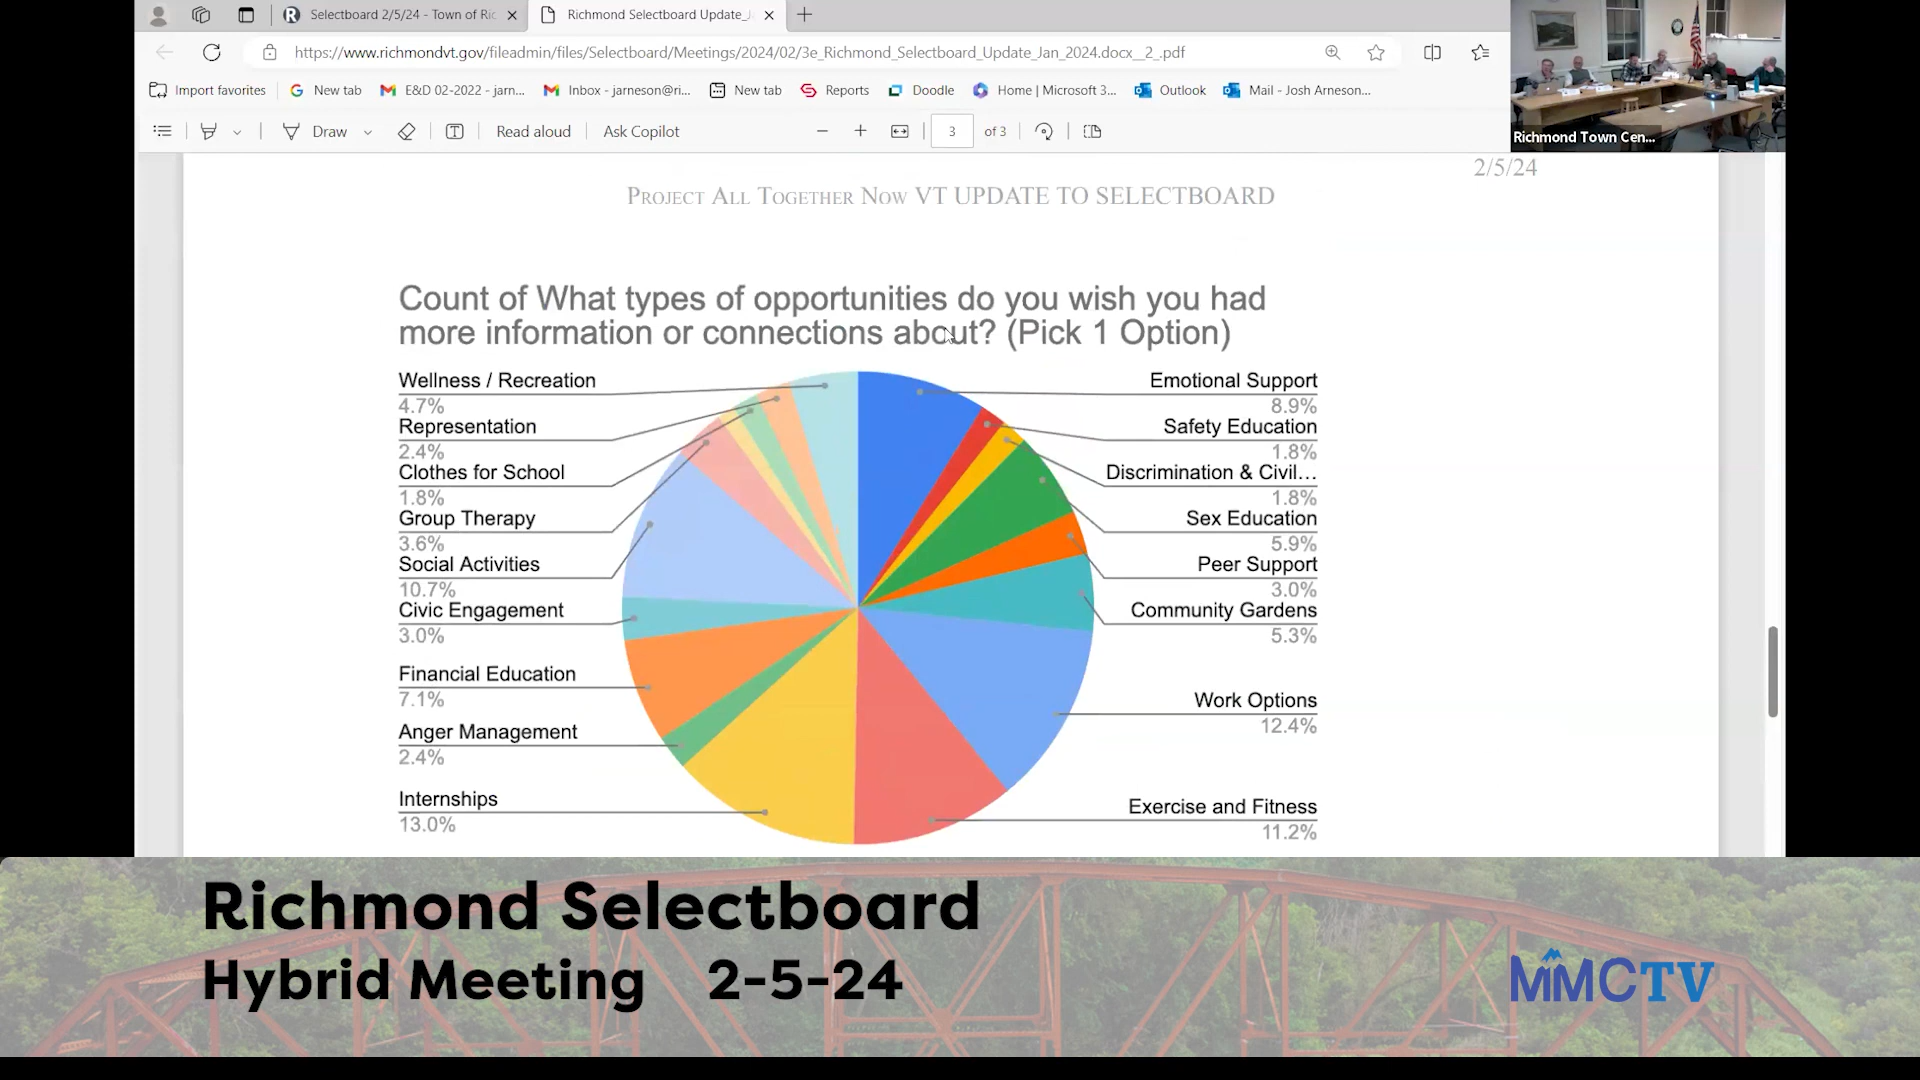 Selectboard 2/5/24 - Town of Ric
Richmond Selectboard Update_J
https://www.richmondvt.gov/fileadmin/files/Selectboard/Meetings/2024/02/3e_Richmond_Selectboard_Update_Jan_2024.docx__2_.pdf
Import favorites
New tab
E&D 02-2022 - jarn...
Inbox - jarneson@ri...
New tab
Reports
Doodle
Home | Microsoft 3...
Outlook
Mail - Josh Arneson...
Draw
Read aloud
Ask Copilot
3 of 3
Richmond Town Cen...
2/5/24
Project All Together Now VT UPDATE TO SELECTBOARD
Count of What types of opportunities do you wish you had
more information or connections about? (Pick 1 Option)
Wellness / Recreation
4.7%
Representation
2.4%
Clothes for School
1.8%
Group Therapy
3.6%
Social Activities
10.7%
Civic Engagement
3.0%
Financial Education
7.1%
Anger Management
2.4%
Internships
13.0%
Emotional Support
8.9%
Safety Education
1.8%
Discrimination & Civil...
1.8%
Sex Education
5.9%
Peer Support
3.0%
Community Gardens
5.3%
Work Options
12.4%
Exercise and Fitness
11.2%
Richmond Selectboard
Hybrid Meeting 2-5-24
MMCTV